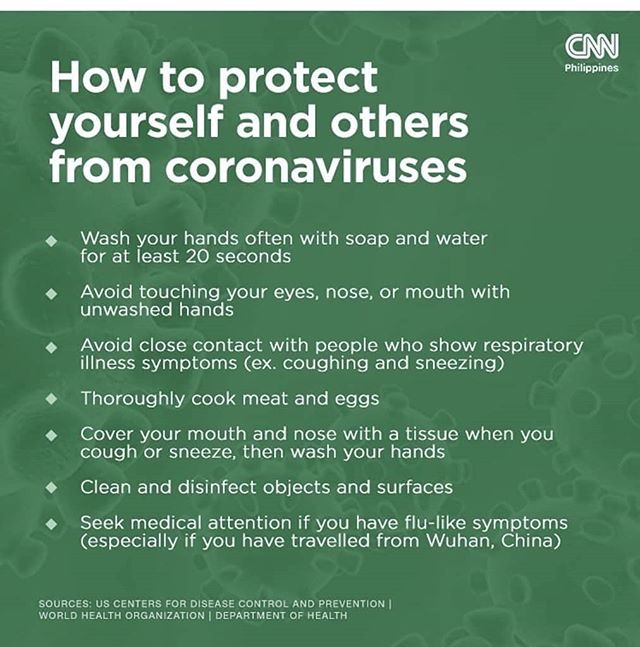 CNN
Philippines
How to protect
yourself and others
from coronaviruses
Wash your hands often with soap and water
for at least 20 seconds
Avoid touching your eyes, nose, or mouth with
unwashed hands
Avoid close contact with people who show respiratory
illness symptoms (ex. coughing and sneezing)
Thoroughly cook meat and eggs
Cover your mouth and nose with a tissue when you
cough or sneeze, then wash your hands
Clean and disinfect objects and surfaces
Seek medical attention if you have flu-like symptoms
(especially if you have travelled from Wuhan, China)
SOURCES: US CENTERS FOR DISEASE CONTROL AND PREVENTION |
WORLD HEALTH ORGANIZATION | DEPARTMENT OF HEALTH